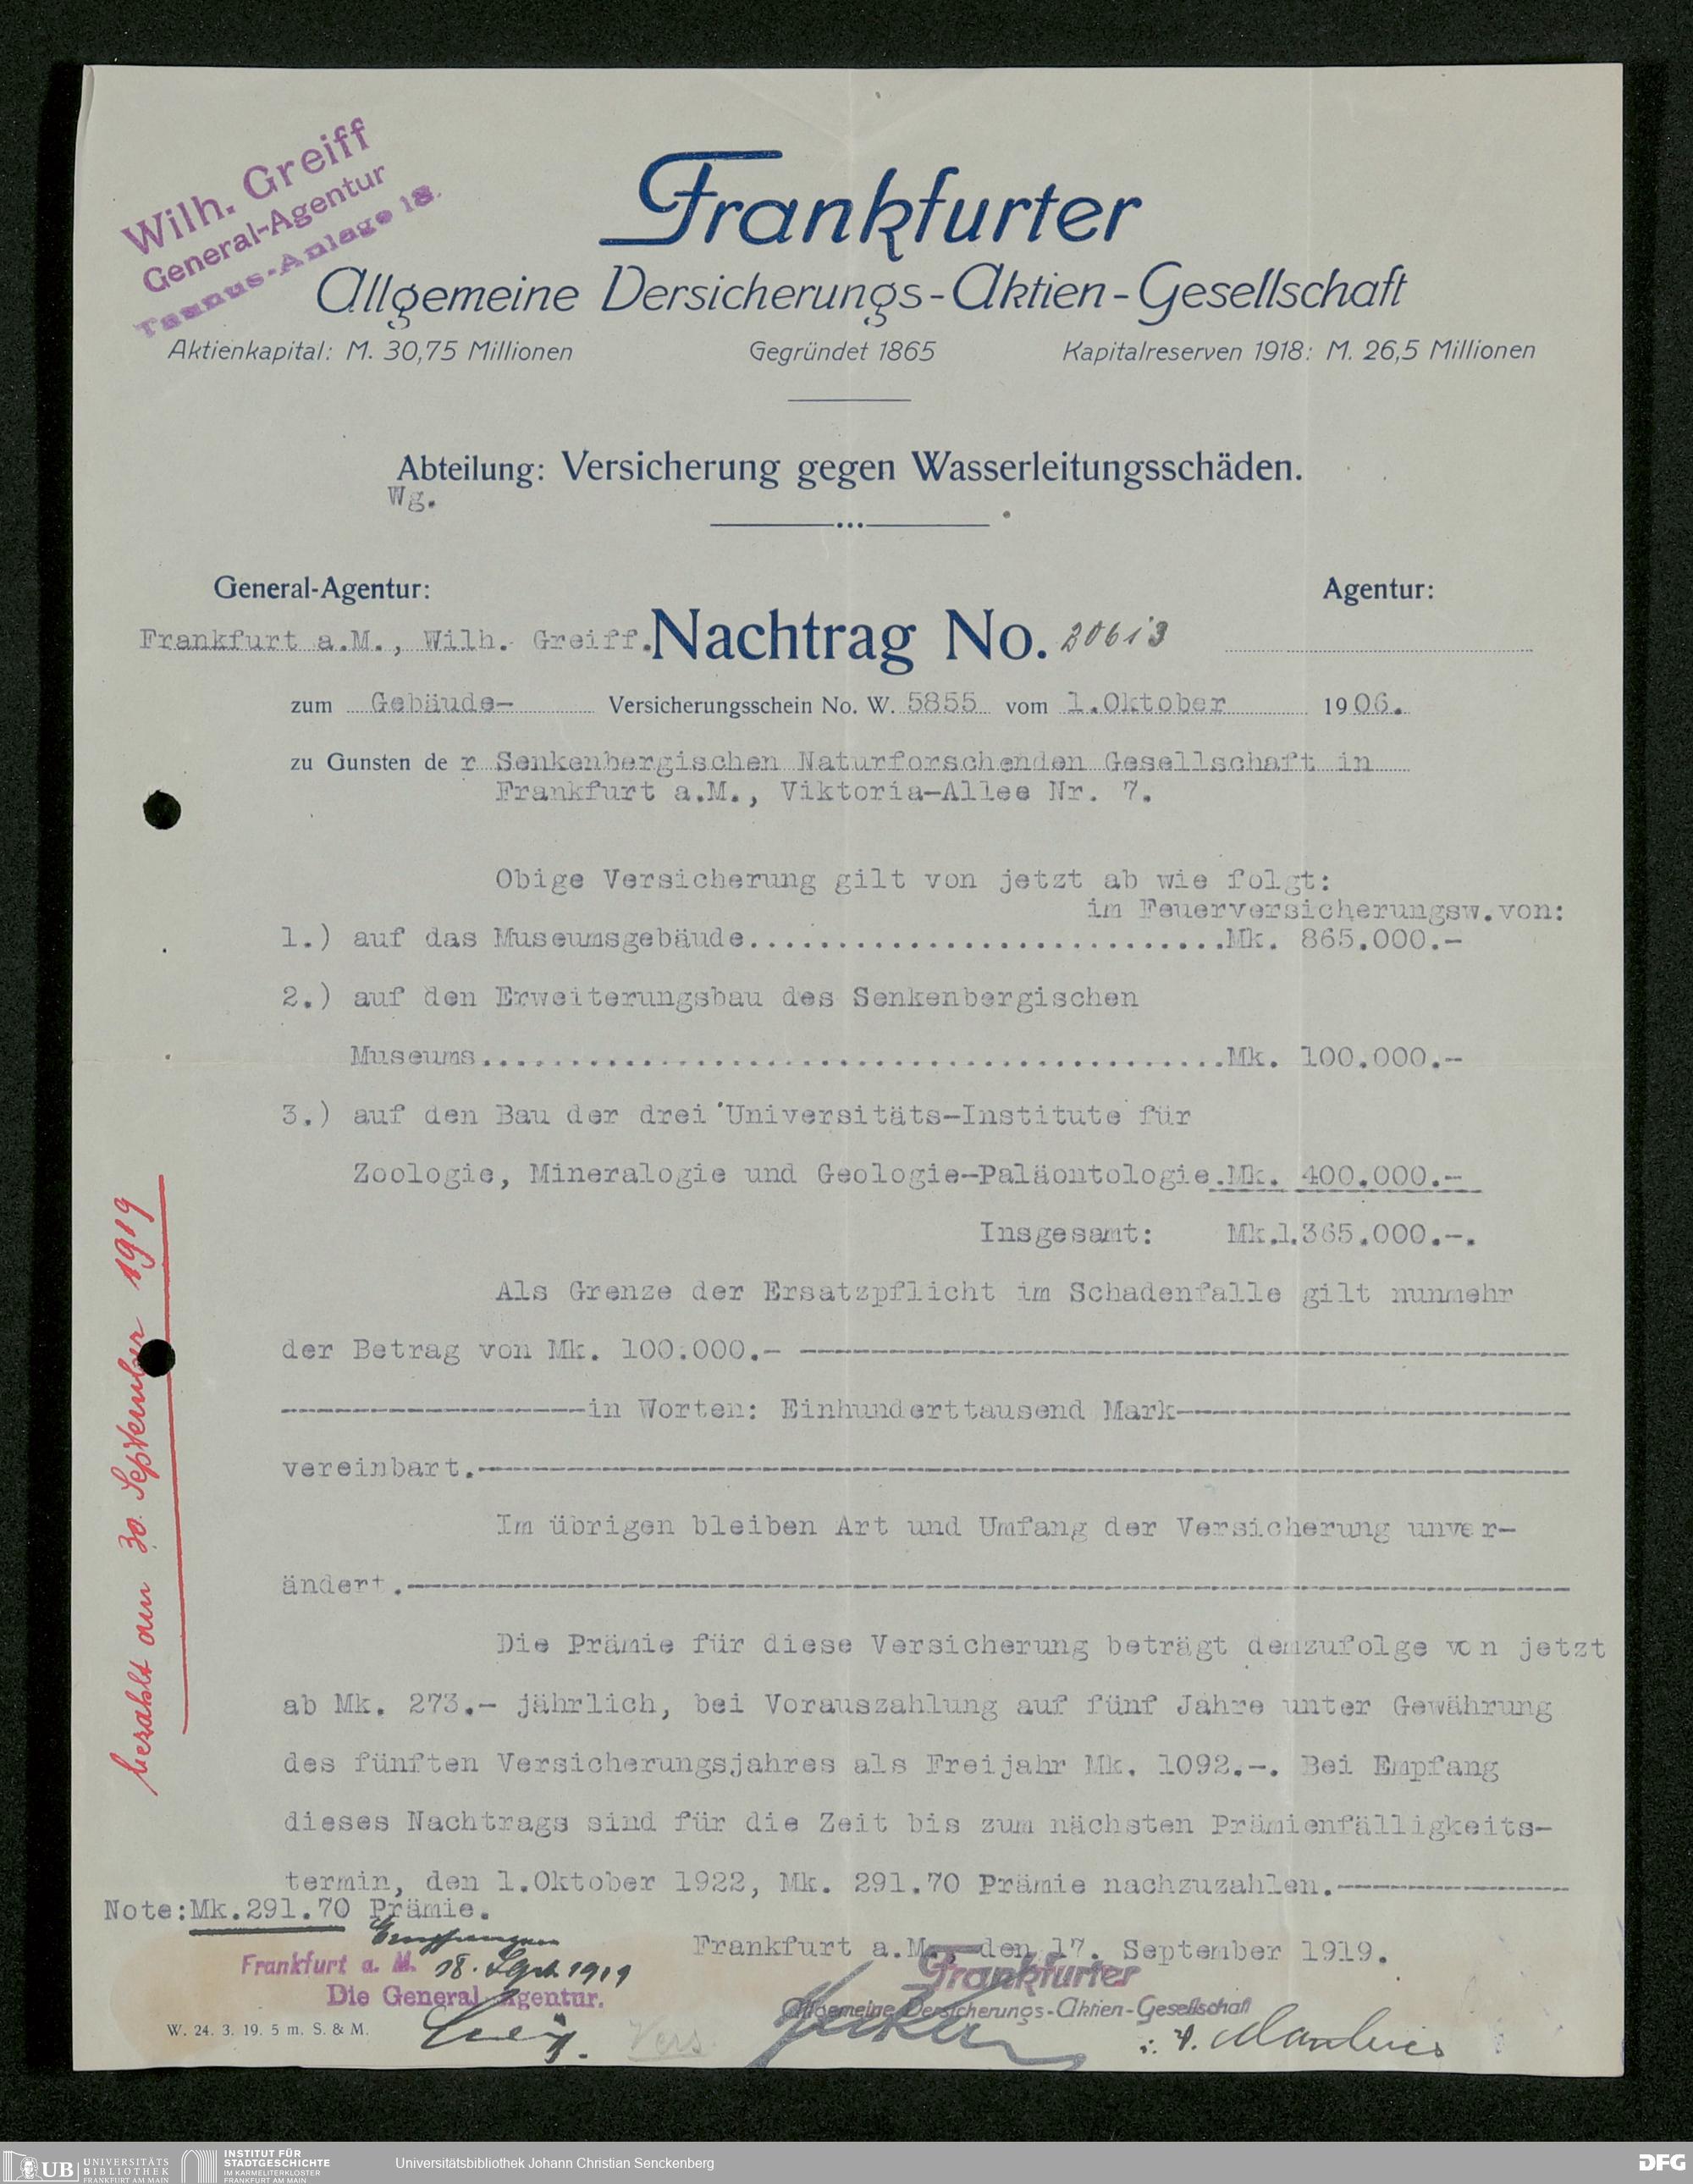 Wilh. Greiff
General-Agentur
Taunus-Anlage 18.
Frankfurter
Allgemeine Versicherungs-Aktien-Gesellschaft
Aktienkapital: M. 30,75 Millionen Gegründet 1865 Kapitalreserven 1918: M. 26,5 Millionen
Abteilung: Versicherung gegen Wasserleitungsschäden.
Wg.
General-Agentur: Agentur:
Frankfurt a.M., Wilh. Greiff. Nachtrag No. 20613
zum Gebäude- Versicherungsschein No. W. 5855 vom 1.Oktober 1906.
zu Gunsten der Senkenbergischen Naturforschenden Gesellschaft in
Frankfurt a.M., Viktoria-Allee Nr. 7.
Obige Versicherung gilt von jetzt ab wie folgt:
im Feuerversicherungsw.von:
1.) auf das Museumsgebäude...........................Mk. 865.000.-
2.) auf den Erweiterungsbau des Senkenbergischen
Museums..........................................Mk. 100.000.-
3.) auf den Bau der drei Universitäts-Institute für
Zoologie, Mineralogie und Geologie-Paläontologie.Mk. 400.000.-
Insgesamt: Mk.1.365.000.-.
Als Grenze der Ersatzpflicht im Schadenfalle gilt nunmehr
der Betrag von Mk. 100.000.- -------------------------------------------
-----------------in Worten: Einhunderttausend Mark----------------------
vereinbart.-------------------------------------------------------------
Im übrigen bleiben Art und Umfang der Versicherung unver-
ändert.-----------------------------------------------------------------
Die Prämie für diese Versicherung beträgt demzufolge von jetzt
ab Mk. 273.- jährlich, bei Vorauszahlung auf fünf Jahre unter Gewährung
des fünften Versicherungsjahres als Freijahr Mk. 1092.-. Bei Empfang
dieses Nachtrags sind für die Zeit bis zum nächsten Prämienfälligkeits-
termin, den 1.Oktober 1922, Mk. 291.70 Prämie nachzuzahlen.-------------
Note:Mk.291.70 Prämie.
Empfangen
Frankfurt a.M., den 17. September 1919.
Frankfurt a. M. 18. Sept. 1919
Die General-Agentur.
Frankfurter
Allgemeine Versicherungs-Aktien-Gesellschaft
i. V.
W. 24. 3. 19. 5 m. S. & M.
Vers.
bezahlt am 30. September 1919
UB UNIVERSITÄTS
BIBLIOTHEK
FRANKFURT AM MAIN
INSTITUT FÜR
STADTGESCHICHTE
IM KARMELITERKLOSTER
FRANKFURT AM MAIN
Universitätsbibliothek Johann Christian Senckenberg
DFG